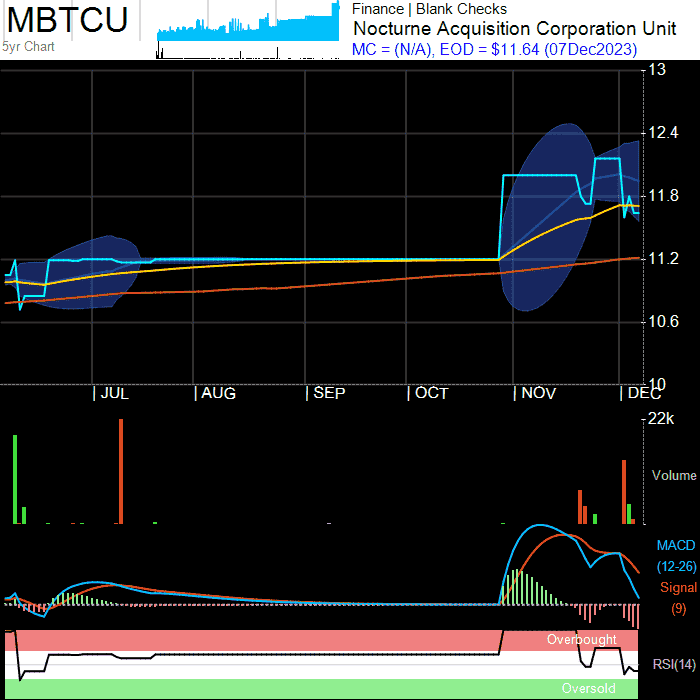 MBTCU
5yr Chart
Finance | Blank Checks
Nocturne Acquisition Corporation Unit
MC = (N/A), EOD = $11.64 (07Dec2023)
13
12.4
11.8
11.2
10.6
10
| JUL | AUG | SEP | OCT | NOV | DEC
22k
Volume
MACD
(12-26)
Signal
(9)
Overbought
RSI(14)
Oversold